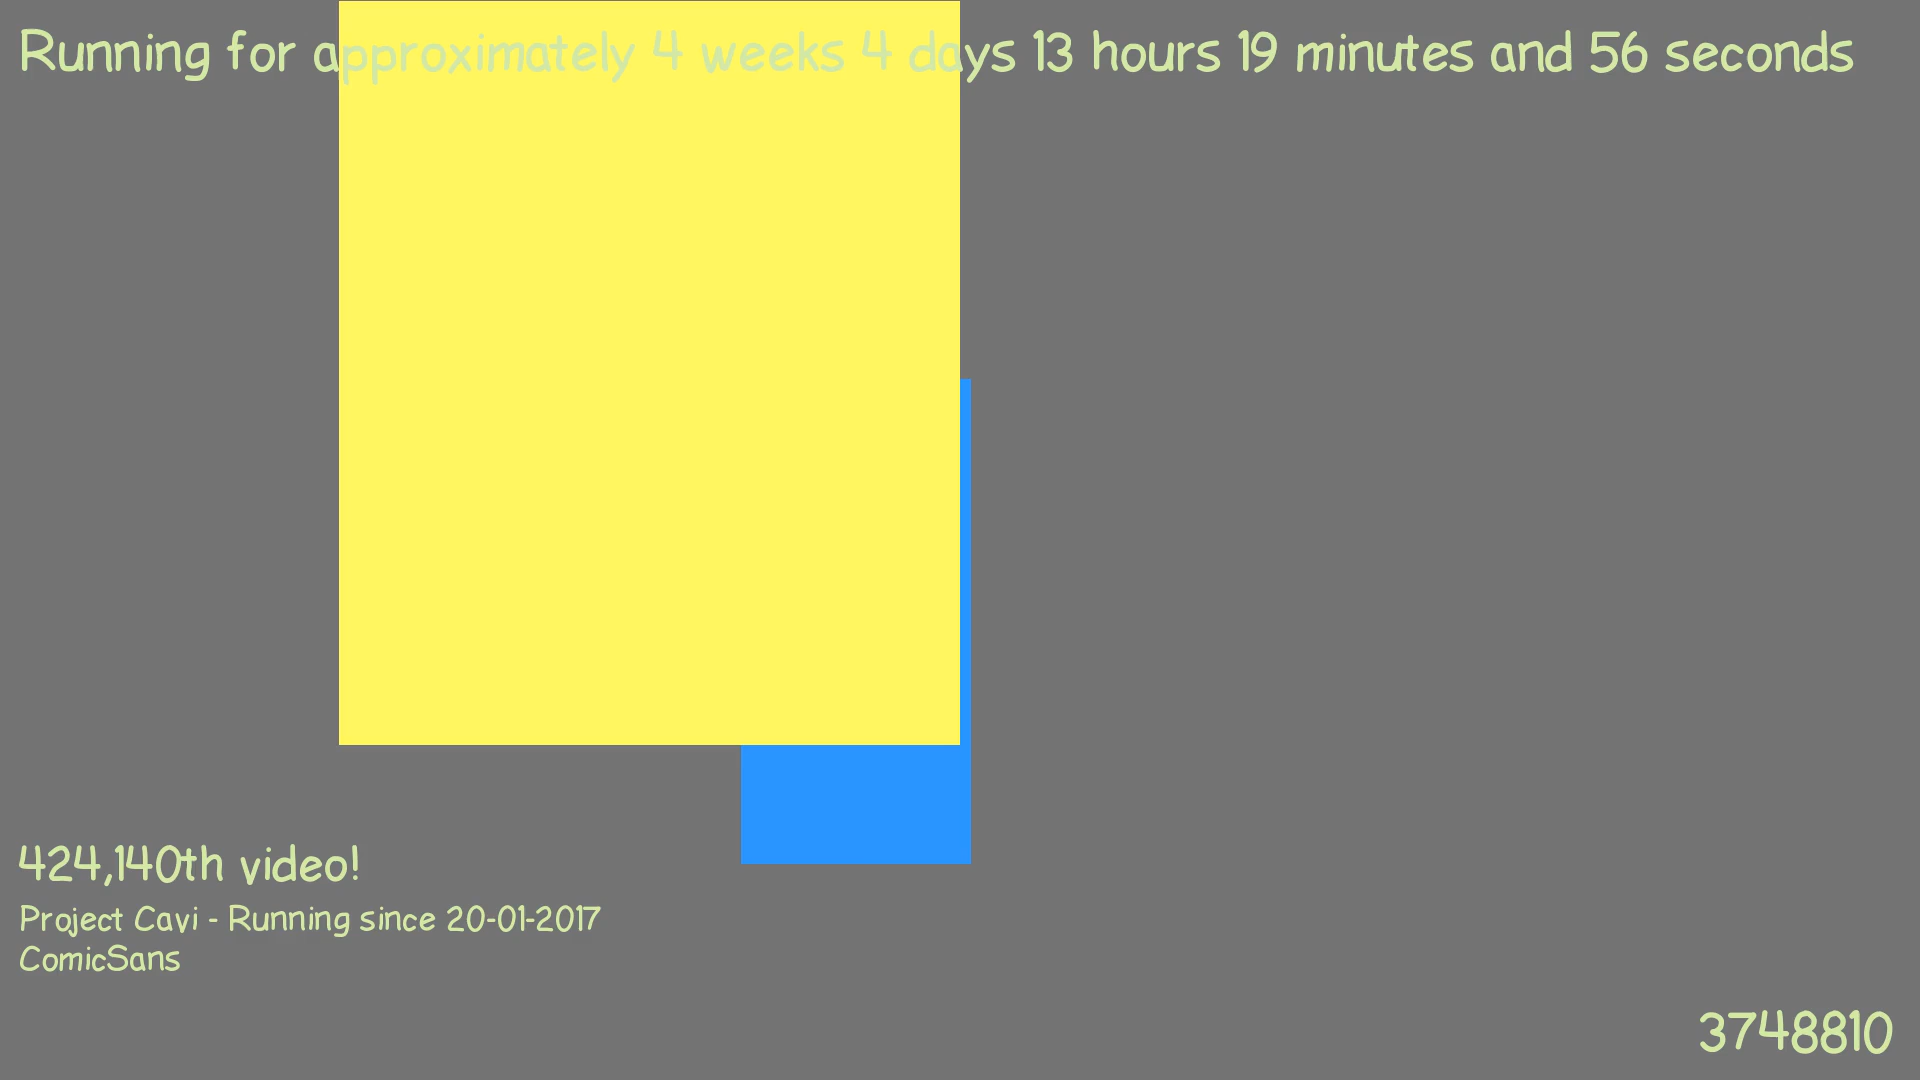 Running for approximately 4 weeks 4 days 13 hours 19 minutes and 56 seconds
424,140th video!
Project Cavi - Running since 20-01-2017
ComicSans
3748810